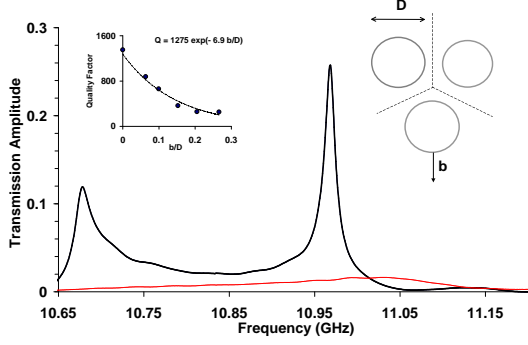 Transmission Amplitude
0.3
0.2
0.1
0
10.65 10.75 10.85 10.95 11.05 11.15
Frequency (GHz)
Q = 1275 exp(- 6.9 b/D)
Quality Factor
1600
800
0
0 0.1 0.2 0.3
b/D
D
b